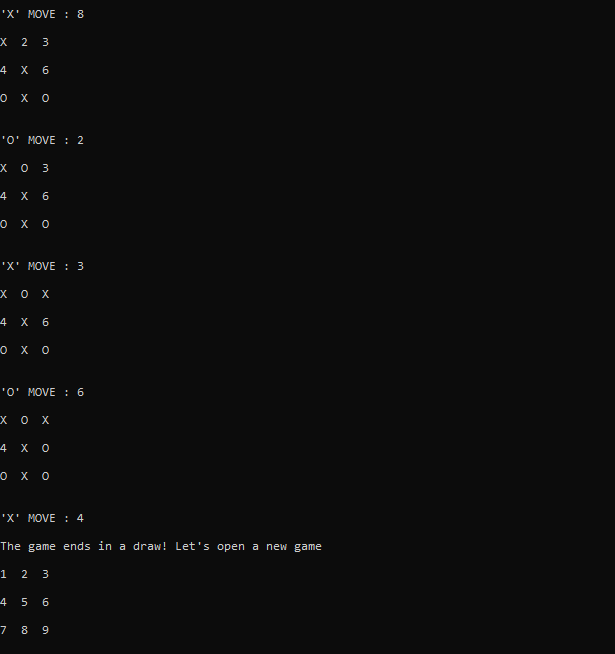 'X' MOVE : 8
X 2 3
4 X 6
O X O
'O' MOVE : 2
X O 3
4 X 6
O X O
'X' MOVE : 3
X O X
4 X 6
O X O
'O' MOVE : 6
X O X
4 X O
O X O
'X' MOVE : 4
The game ends in a draw! Let's open a new game
1 2 3
4 5 6
7 8 9